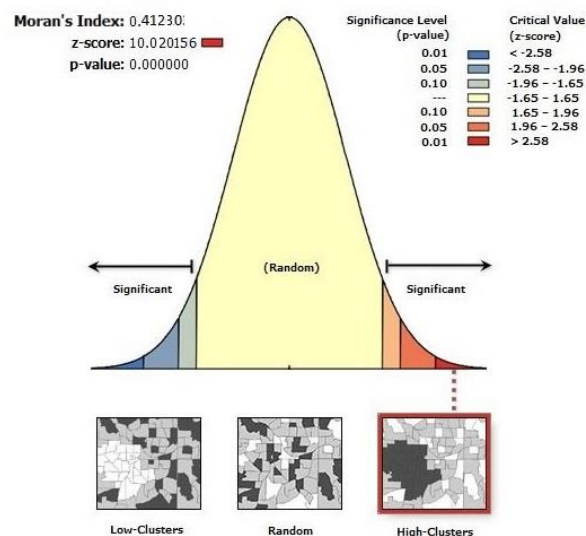 Moran's Index: 0.412303
z-score: 10.020156
p-value: 0.000000
Significance Level
(p-value)
0.01
0.05
0.10
---
0.10
0.05
0.01
Critical Value
(z-score)
< -2.58
-2.58 – -1.96
-1.96 – -1.65
-1.65 – 1.65
1.65 – 1.96
1.96 – 2.58
> 2.58
(Random)
Significant
Significant
Low-Clusters
Random
High-Clusters